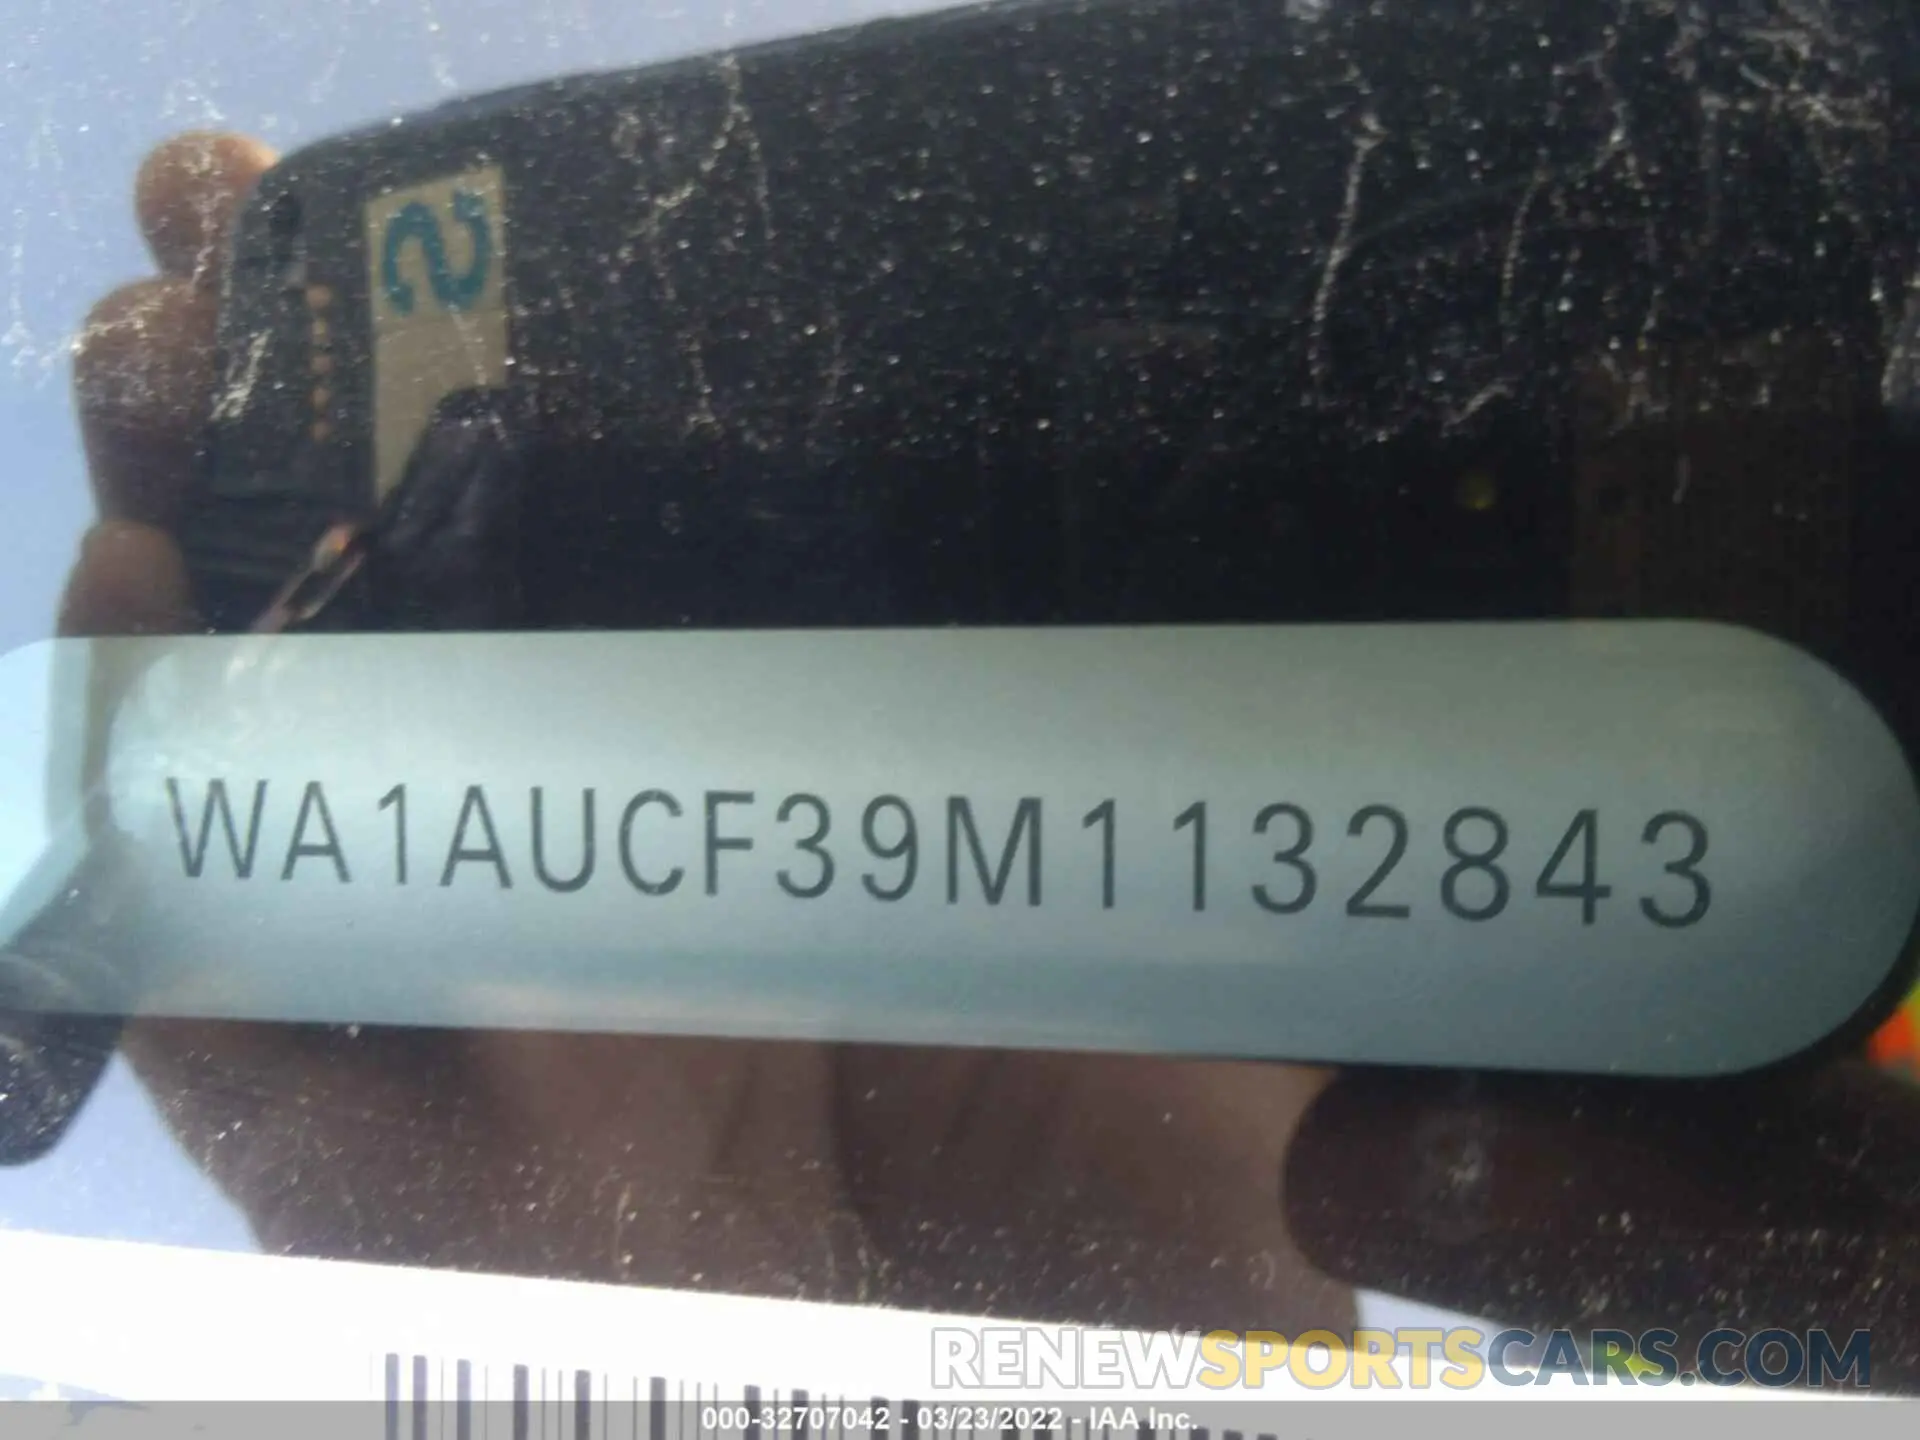 2
WA1AUCF39M1132843
RENEWSPORTSCARS.COM
000-32707042 - 03/23/2022 - IAA Inc.